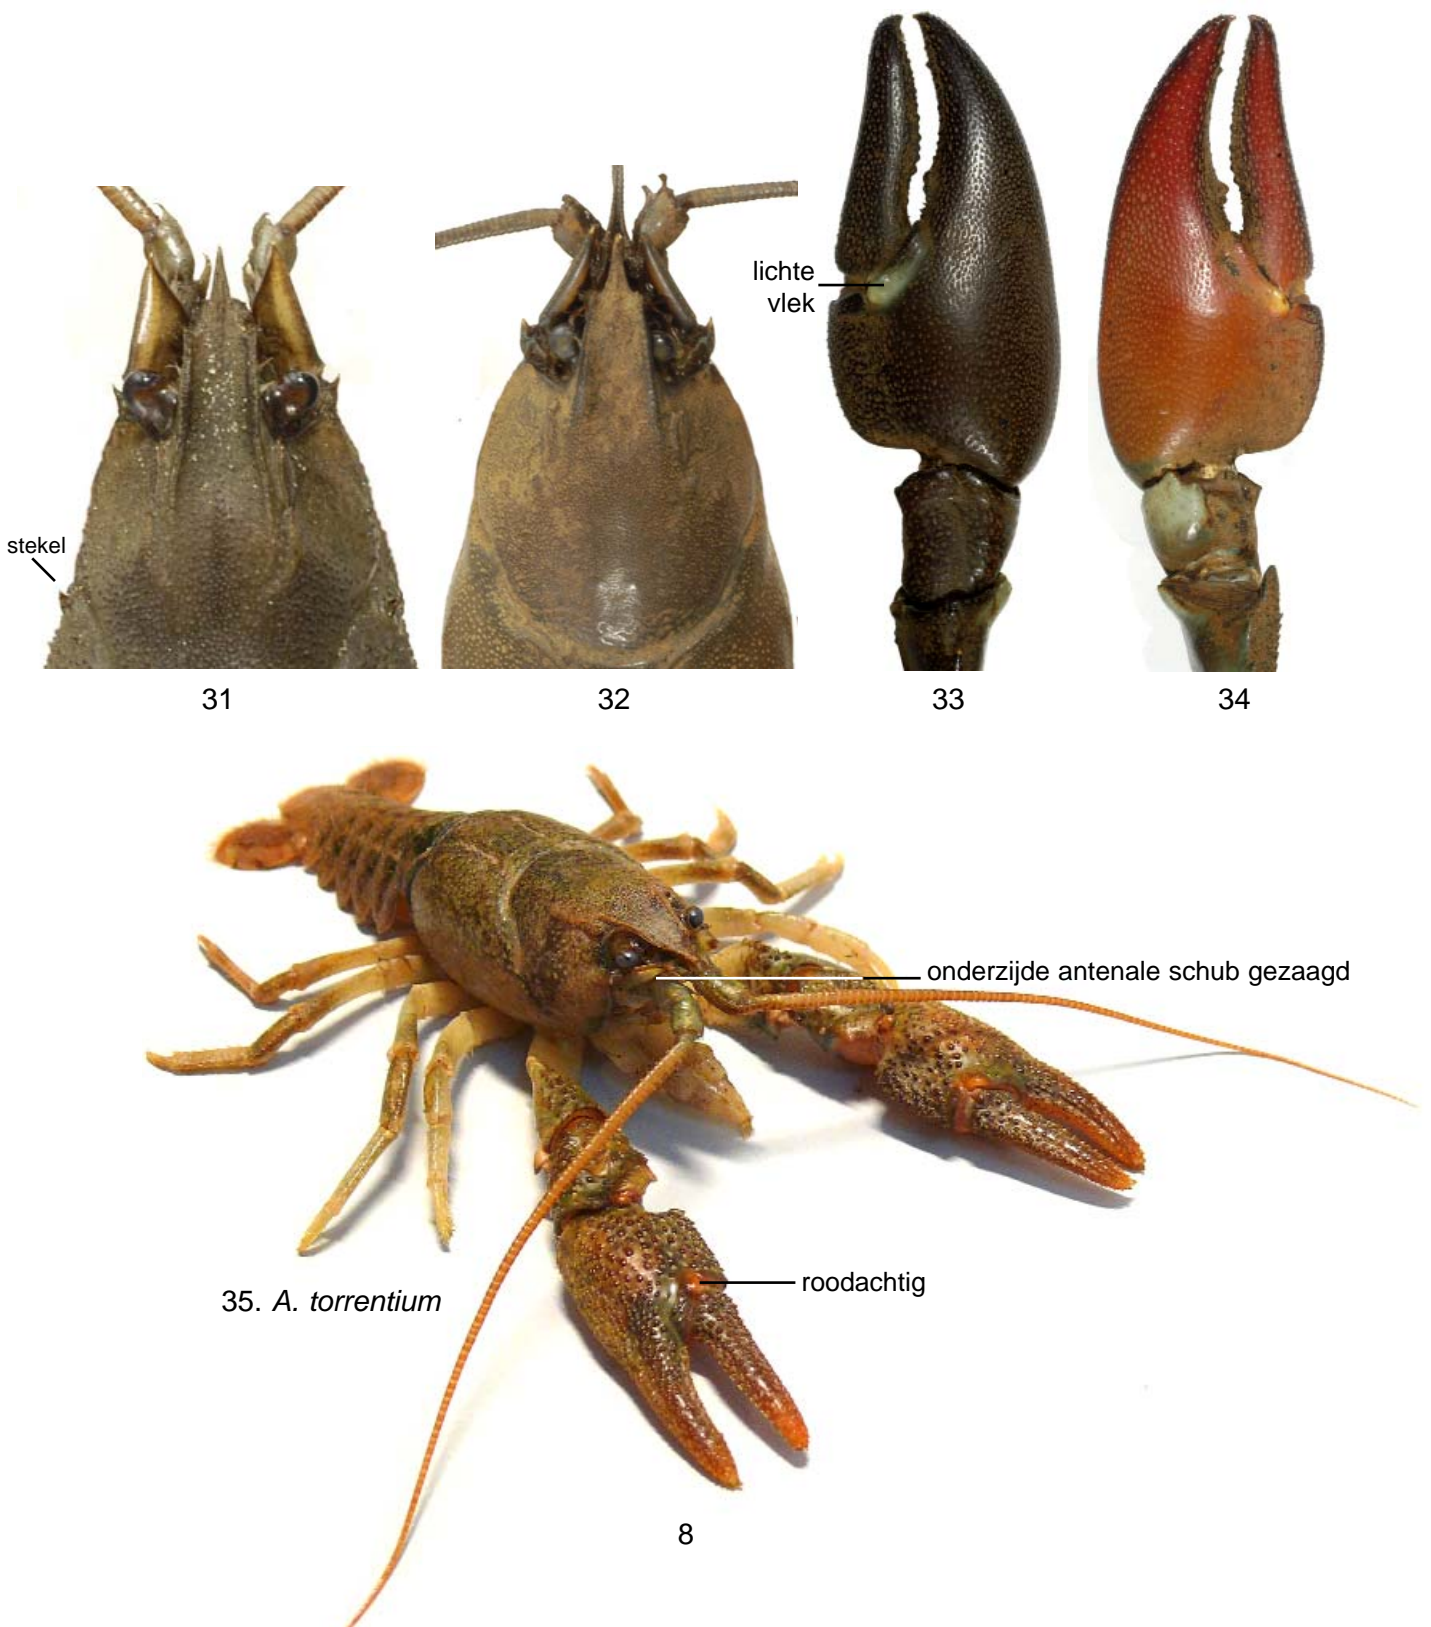 lichte
vlek
stekel
31
32
33
34
onderzijde antenale schub gezaagd
roodachtig
35. A. torrentium
8